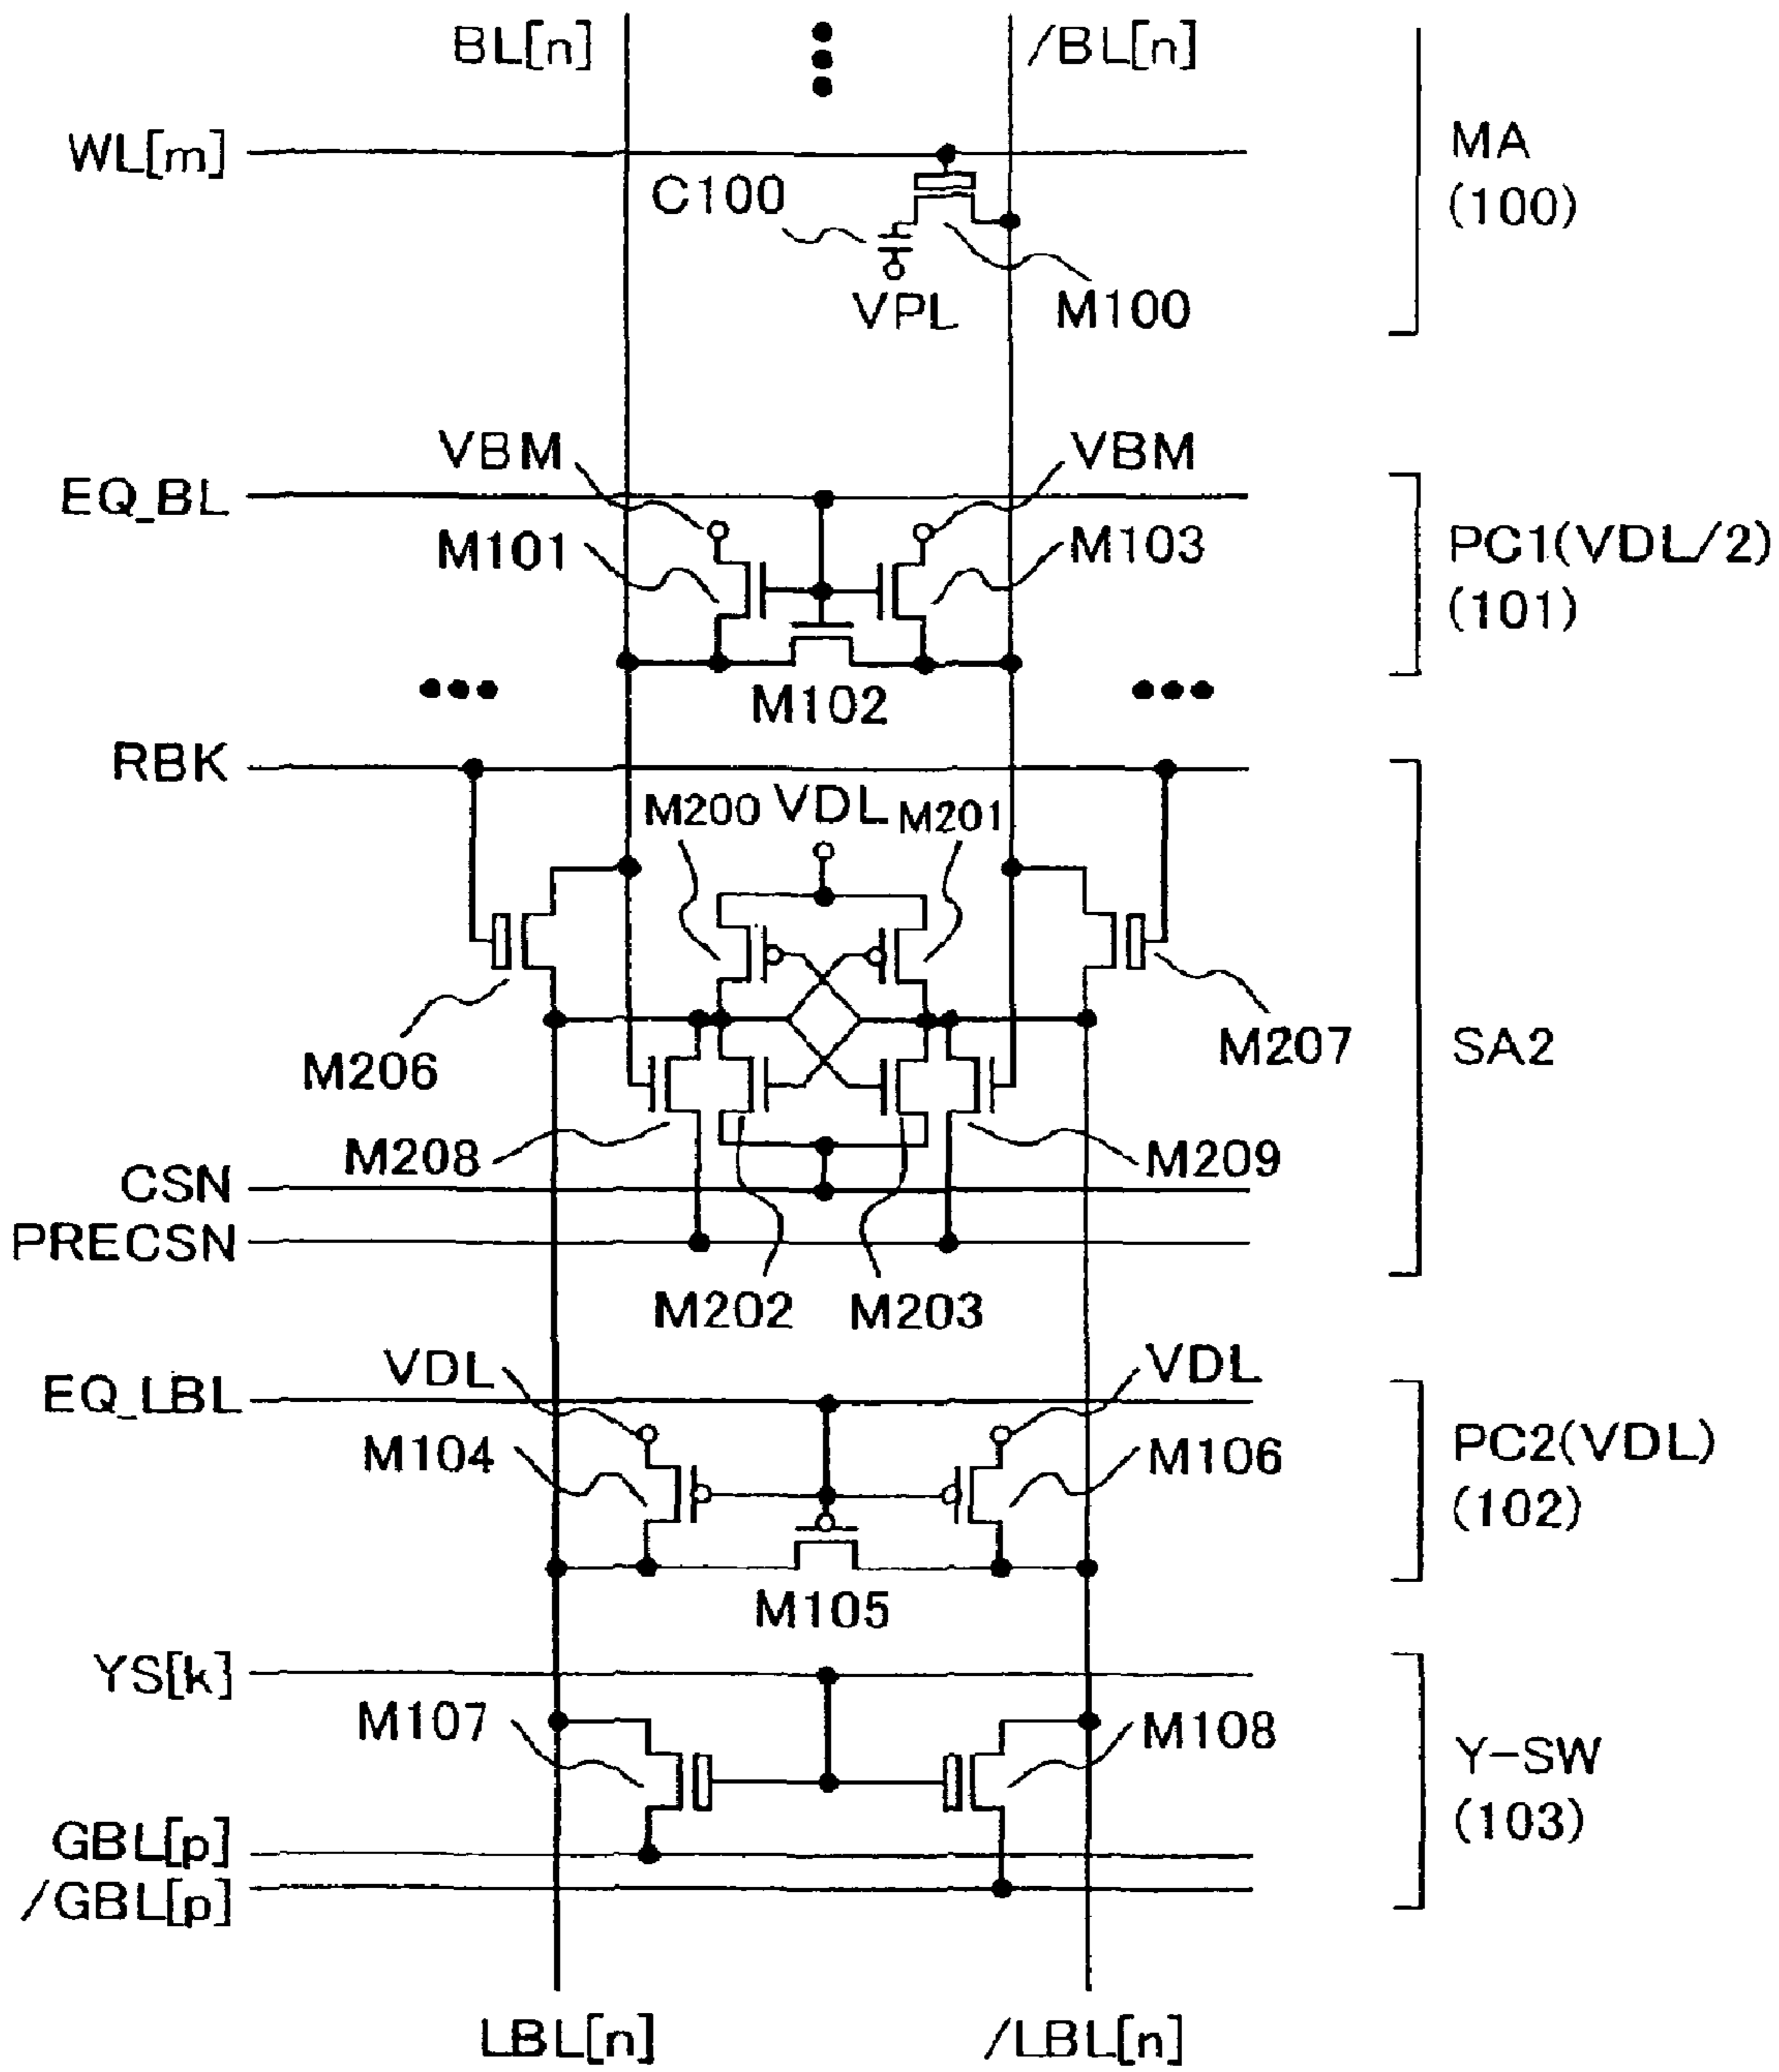 BL[n]
/BL[n]
WL[m]
C100
VPL
M100
MA
(100)
VBM
VBM
EQ_BL
M101
M103
M102
PC1(VDL/2)
(101)
RBK
M200
VDL
M201
M206
M207
SA2
M208
M209
CSN
PRECSN
M202
M203
VDL
VDL
EQ_LBL
M104
M106
M105
PC2(VDL)
(102)
YS[k]
M107
M108
Y-SW
(103)
GBL[p]
/GBL[p]
LBL[n]
/LBL[n]